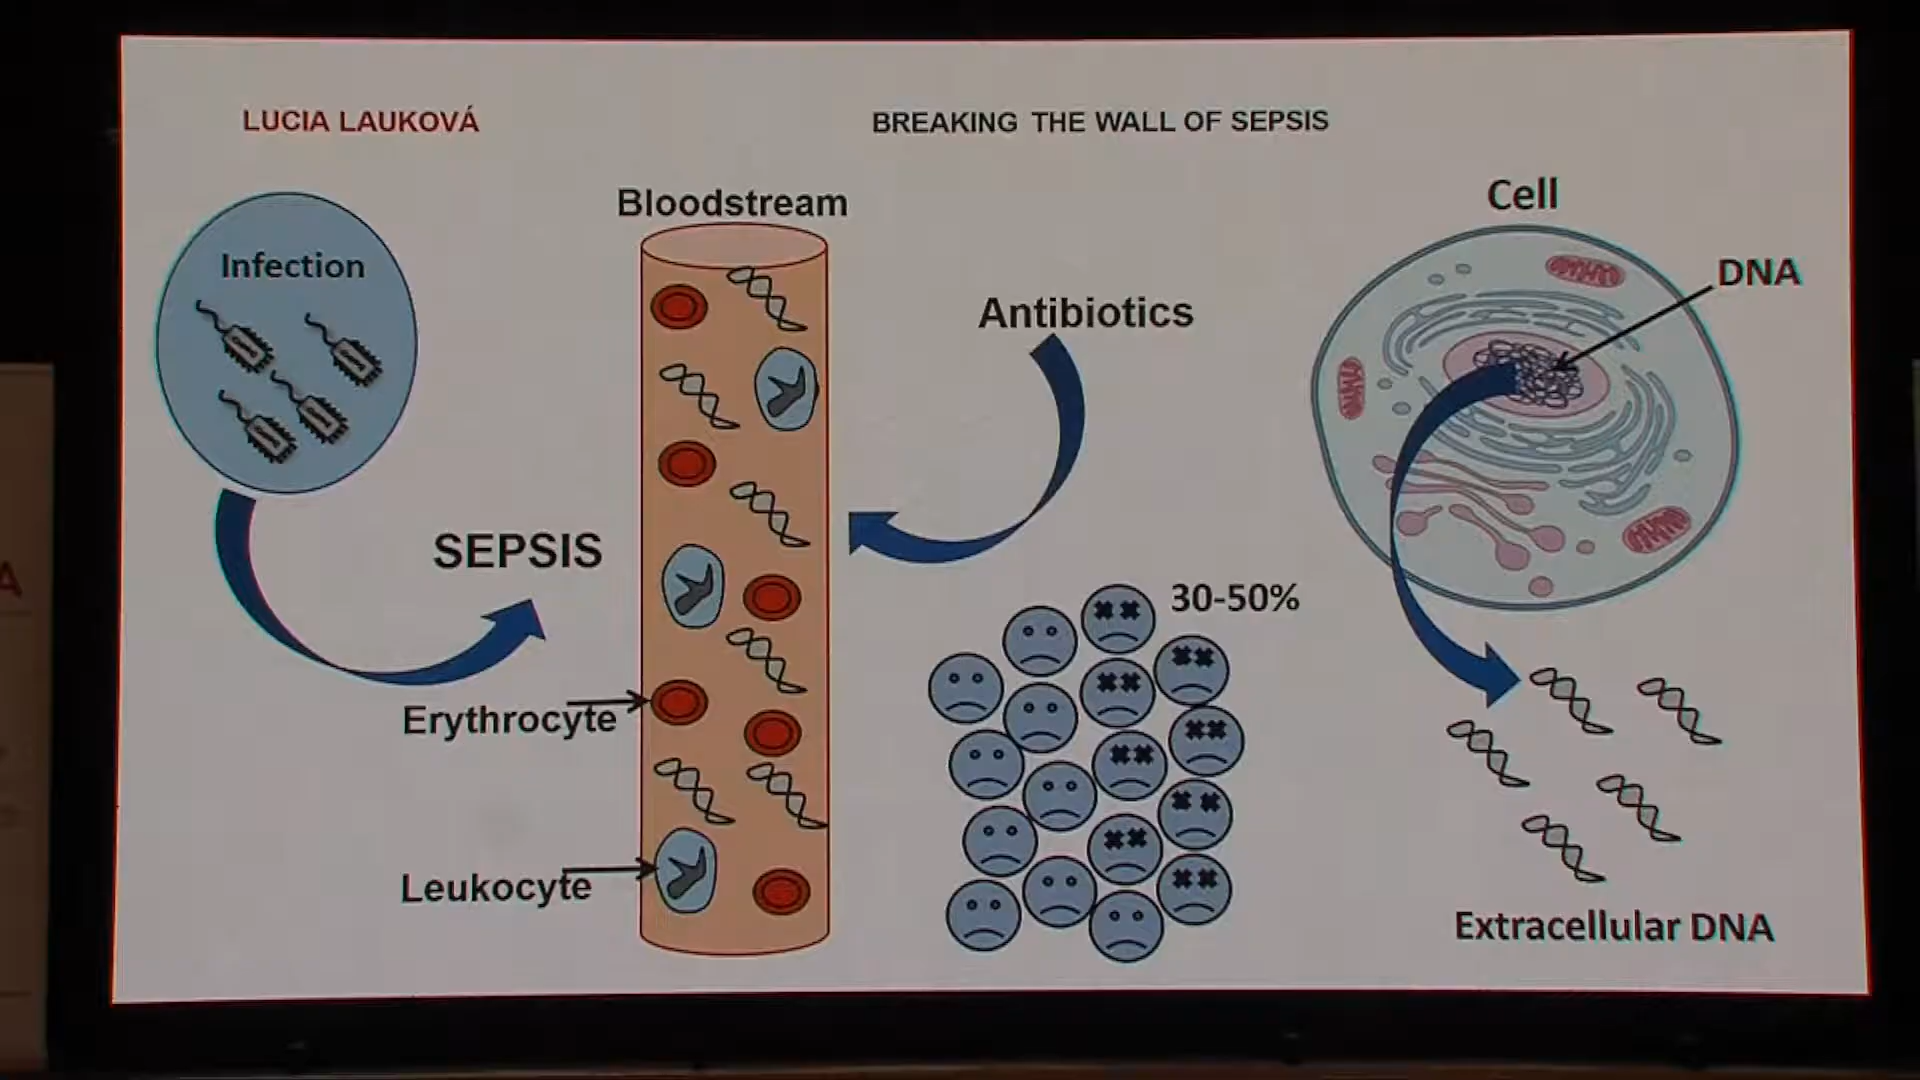 LUCIA LAUKOVÁ
BREAKING THE WALL OF SEPSIS
Infection
Bloodstream
Antibiotics
Cell
DNA
SEPSIS
Erythrocyte
Leukocyte
30-50%
Extracellular DNA
A